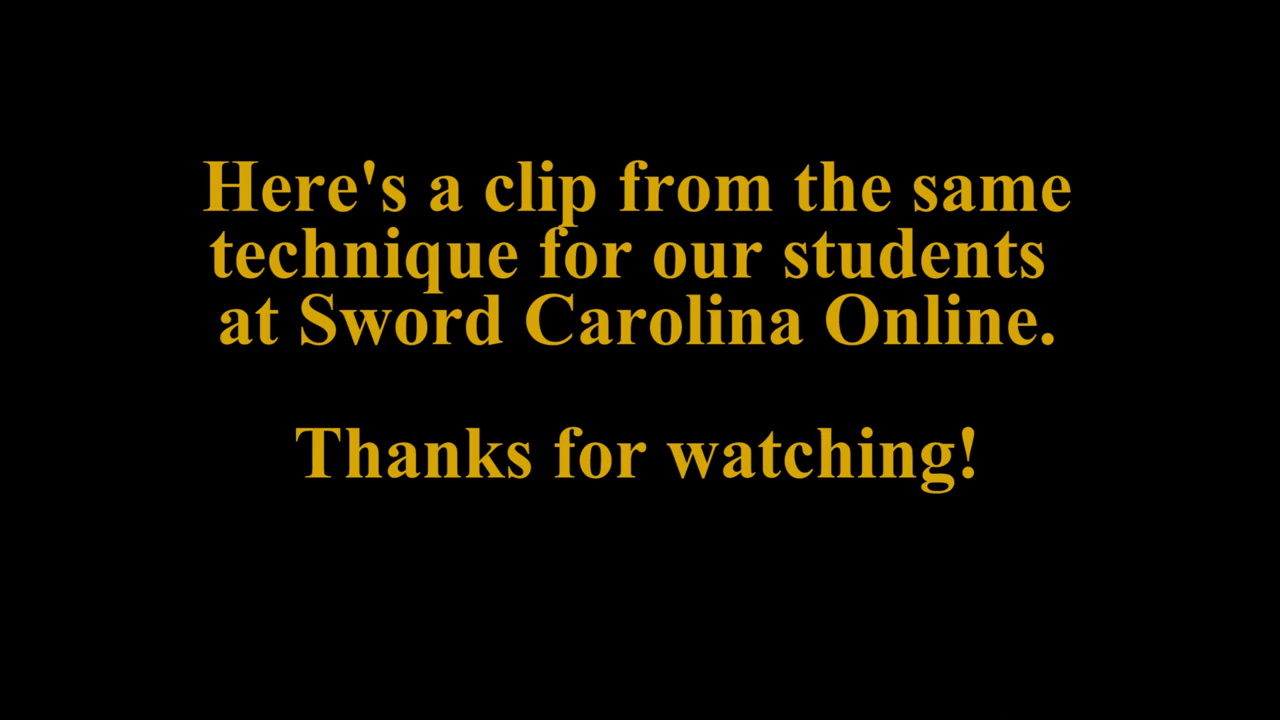 Here's a clip from the same
technique for our students
at Sword Carolina Online.
Thanks for watching!